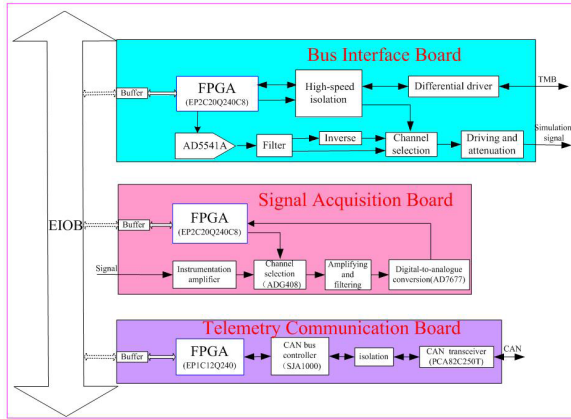 EIOB
Bus Interface Board
Buffer
FPGA
(EP2C20Q240C8)
High-speed
isolation
Differential driver
TMB
AD5541A
Filter
Inverse
Channel
selection
Driving and
attenuation
Simulation
signal
Signal Acquisition Board
Buffer
FPGA
(EP2C20Q240C8)
Signal
Instrumentation
amplifier
Channel
selection
(ADG408)
Amplifying
and
filtering
Digital-to-analogue
conversion(AD7677)
Telemetry Communication Board
Buffer
FPGA
(EP1C12Q240)
CAN bus
controller
(SJA1000)
isolation
CAN transceiver
(PCA82C250T)
CAN